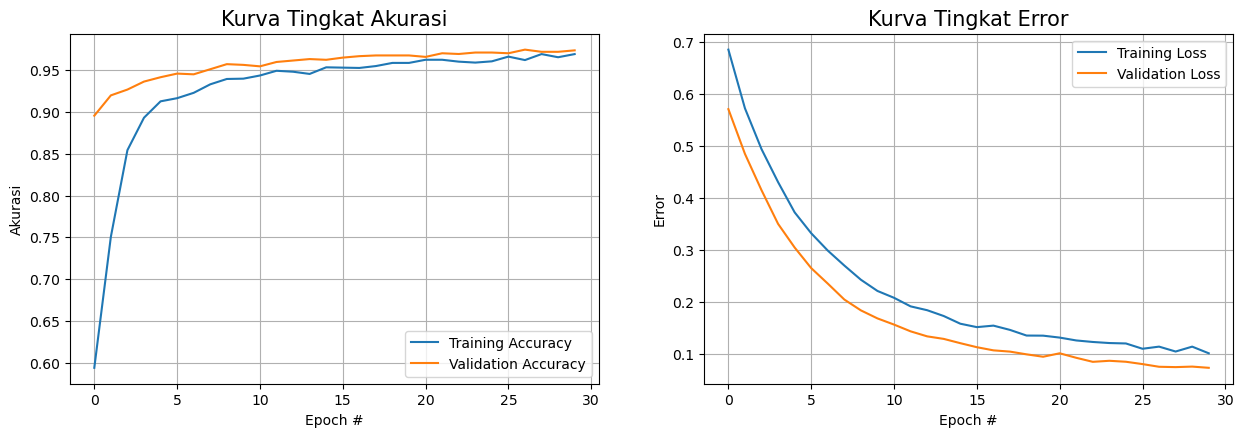 Kurva Tingkat Akurasi
Akurasi
0.95
0.90
0.85
0.80
0.75
0.70
0.65
0.60
0 5 10 15 20 25 30
Epoch #
Training Accuracy
Validation Accuracy
Kurva Tingkat Error
Error
0.7
0.6
0.5
0.4
0.3
0.2
0.1
0 5 10 15 20 25 30
Epoch #
Training Loss
Validation Loss